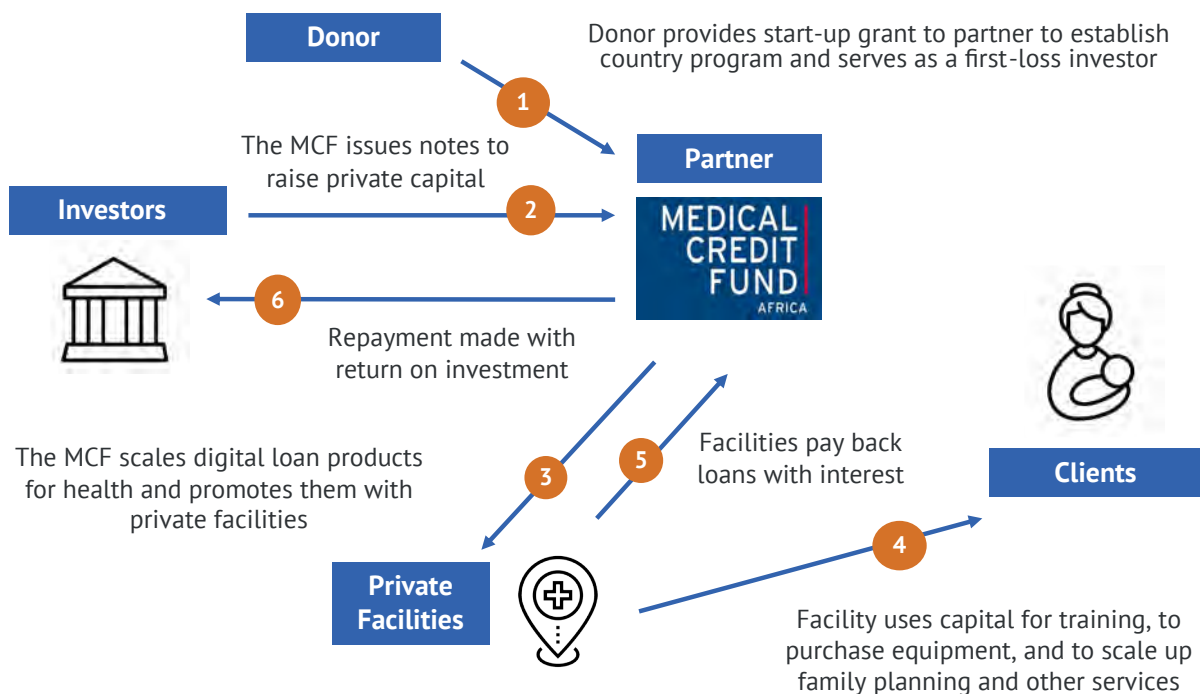 Donor
Donor provides start-up grant to partner to establish
country program and serves as a first-loss investor
1
The MCF issues notes to
raise private capital
Partner
Investors
2
MEDICAL
CREDIT
FUND
AFRICA
6
Repayment made with
return on investment
The MCF scales digital loan products
for health and promotes them with
private facilities
3
5
Facilities pay back
loans with interest
Clients
4
Private
Facilities
Facility uses capital for training, to
purchase equipment, and to scale up
family planning and other services